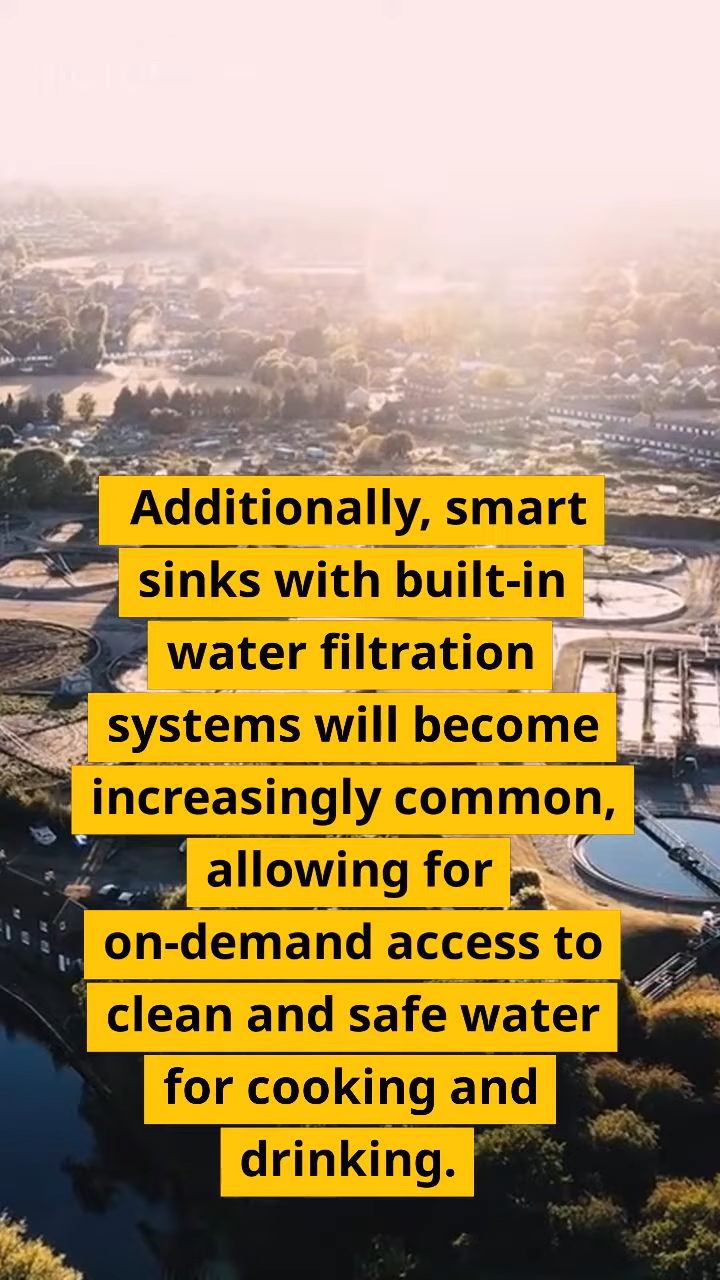 Additionally, smart
sinks with built-in
water filtration
systems will become
increasingly common,
allowing for
on-demand access to
clean and safe water
for cooking and
drinking.